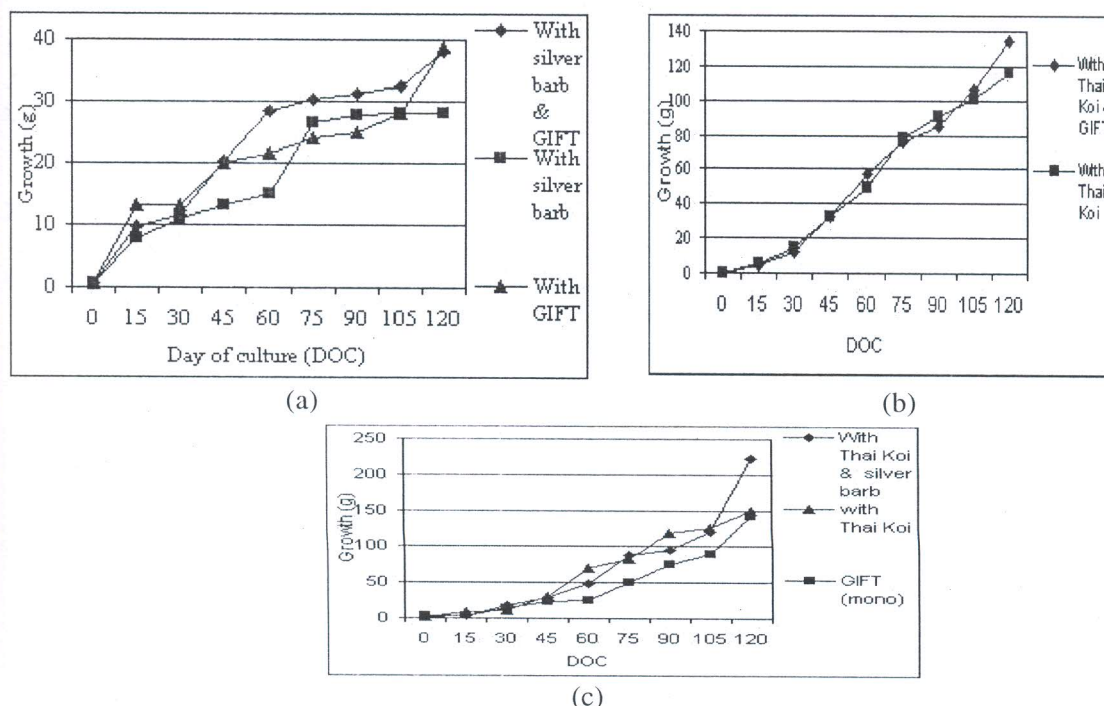 40
30
20
10
0
Growth (g)
0 15 30 45 60 75 90 105 120
Day of culture (DOC)
With
silver
barb
&
GIFT
With
silver
barb
With
GIFT
(a)
140
120
100
80
60
40
20
0
Growth (g)
0 15 30 45 60 75 90 105 120
DOC
With
Thai
Koi &
GIFT
With
Thai
Koi
(b)
250
200
150
100
50
0
Growth (g)
0 15 30 45 60 75 90 105 120
DOC
With
Thai Koi
& silver
barb
with
Thai Koi
GIFT
(mono)
(c)